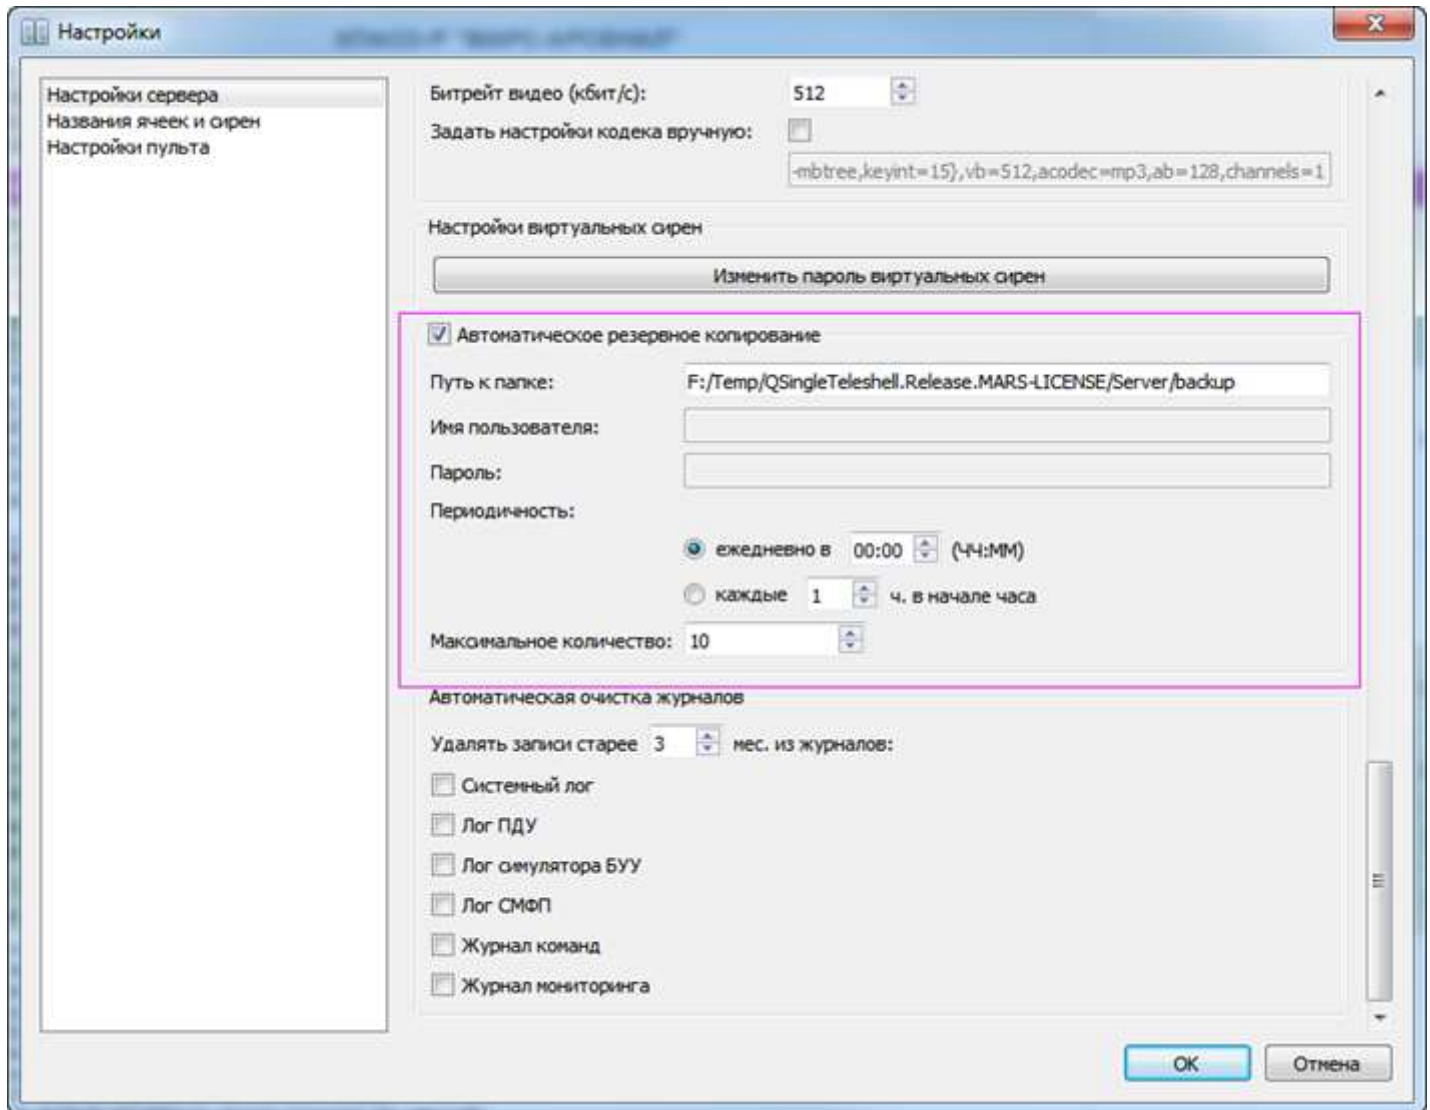 Настройки
Настройки сервера
Названия ячеек и сирен
Настройки пульта
Битрейт видео (кбит/с): 512
Задать настройки кодека вручную:
-mbtree,keyint=15},vb=512,acodec=mp3,ab=128,channels=1
Настройки виртуальных сирен
Изменить пароль виртуальных сирен
Автоматическое резервное копирование
Путь к папке: F:/Temp/QSingleTeleshell.Release.MARS-LICENSE/Server/backup
Имя пользователя:
Пароль:
Периодичность:
ежедневно в 00:00 (ЧЧ:ММ)
каждые 1 ч. в начале часа
Максимальное количество: 10
Автоматическая очистка журналов
Удалять записи старее 3 мес. из журналов:
Системный лог
Лог ПДУ
Лог симулятора БУУ
Лог СМФП
Журнал команд
Журнал мониторинга
OK Отмена